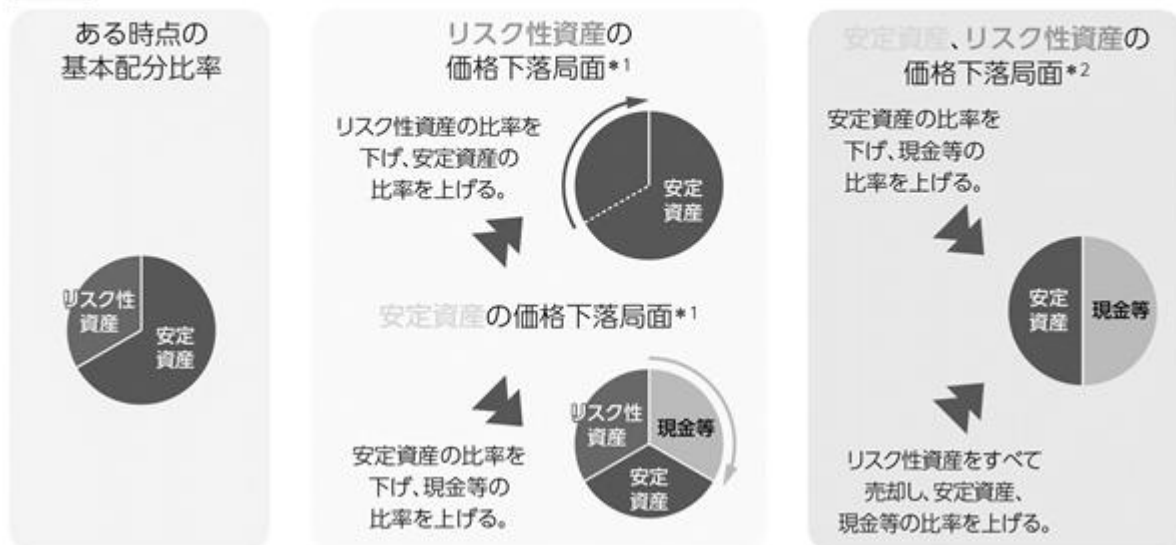 ある時点の
基本配分比率
リスク性
資産
安定
資産
リスク性資産の
価格下落局面*1
リスク性資産の比率を
下げ、安定資産の
比率を上げる。
安定
資産
安定資産の価格下落局面*1
安定資産の比率を
下げ、現金等の
比率を上げる。
リスク性
資産
現金等
安定
資産
安定資産、リスク性資産の
価格下落局面*2
安定資産の比率を
下げ、現金等の
比率を上げる。
安定
資産
現金等
リスク性資産をすべて
売却し、安定資産、
現金等の比率を上げる。